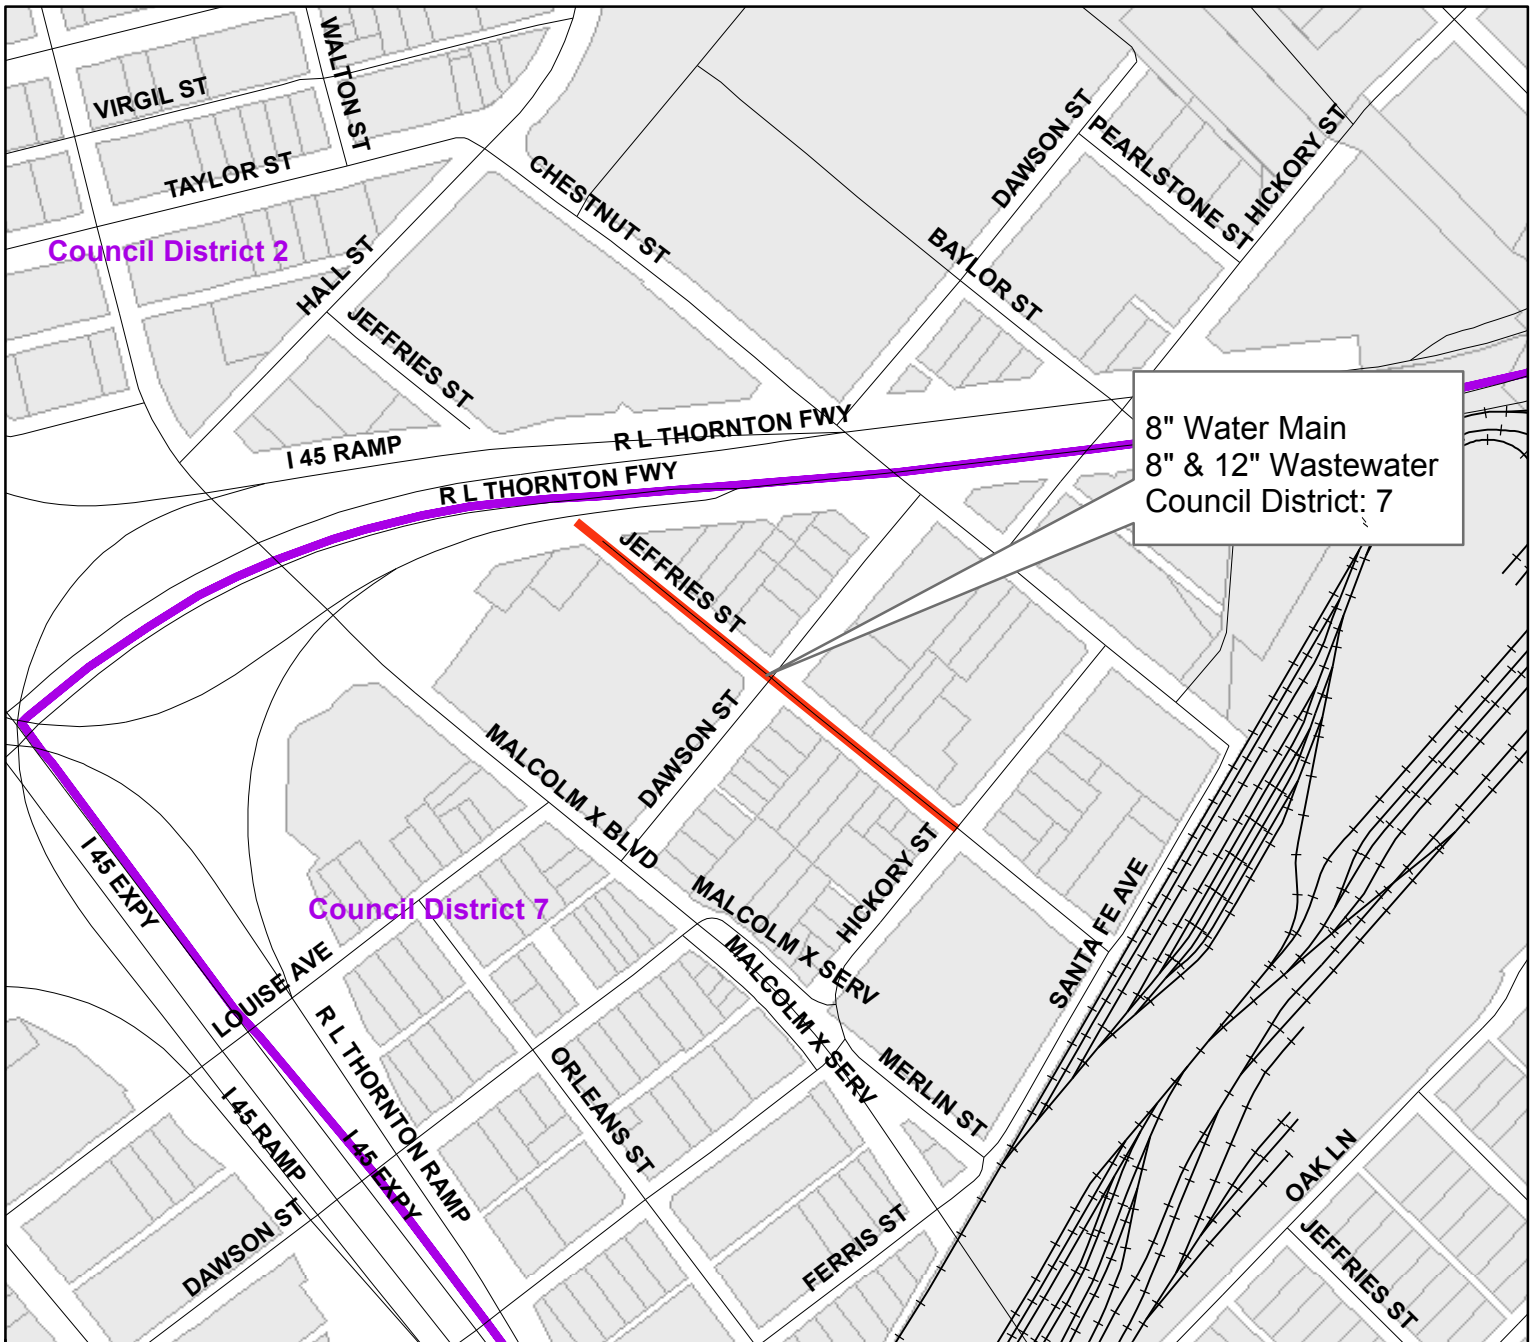 WALTON ST
VIRGIL ST
TAYLOR ST
DAWSON ST
PEARLSTONE ST
HICKORY ST
CHESTNUT ST
Council District 2
HALL ST
BAYLOR ST
JEFFRIES ST
R L THORNTON FWY
I 45 RAMP
R L THORNTON FWY
8" Water Main
8" & 12" Wastewater
Council District: 7
JEFFRIES ST
DAWSON ST
MALCOLM X BLVD
I 45 EXPY
HICKORY ST
MALCOLM X SERV
SANTA FE AVE
Council District 7
LOUISE AVE
MALCOLM X SERV
R L THORNTON RAMP
ORLEANS ST
MERLIN ST
I 45 RAMP
I 45 EXPY
OAK LN
DAWSON ST
FERRIS ST
JEFFRIES ST